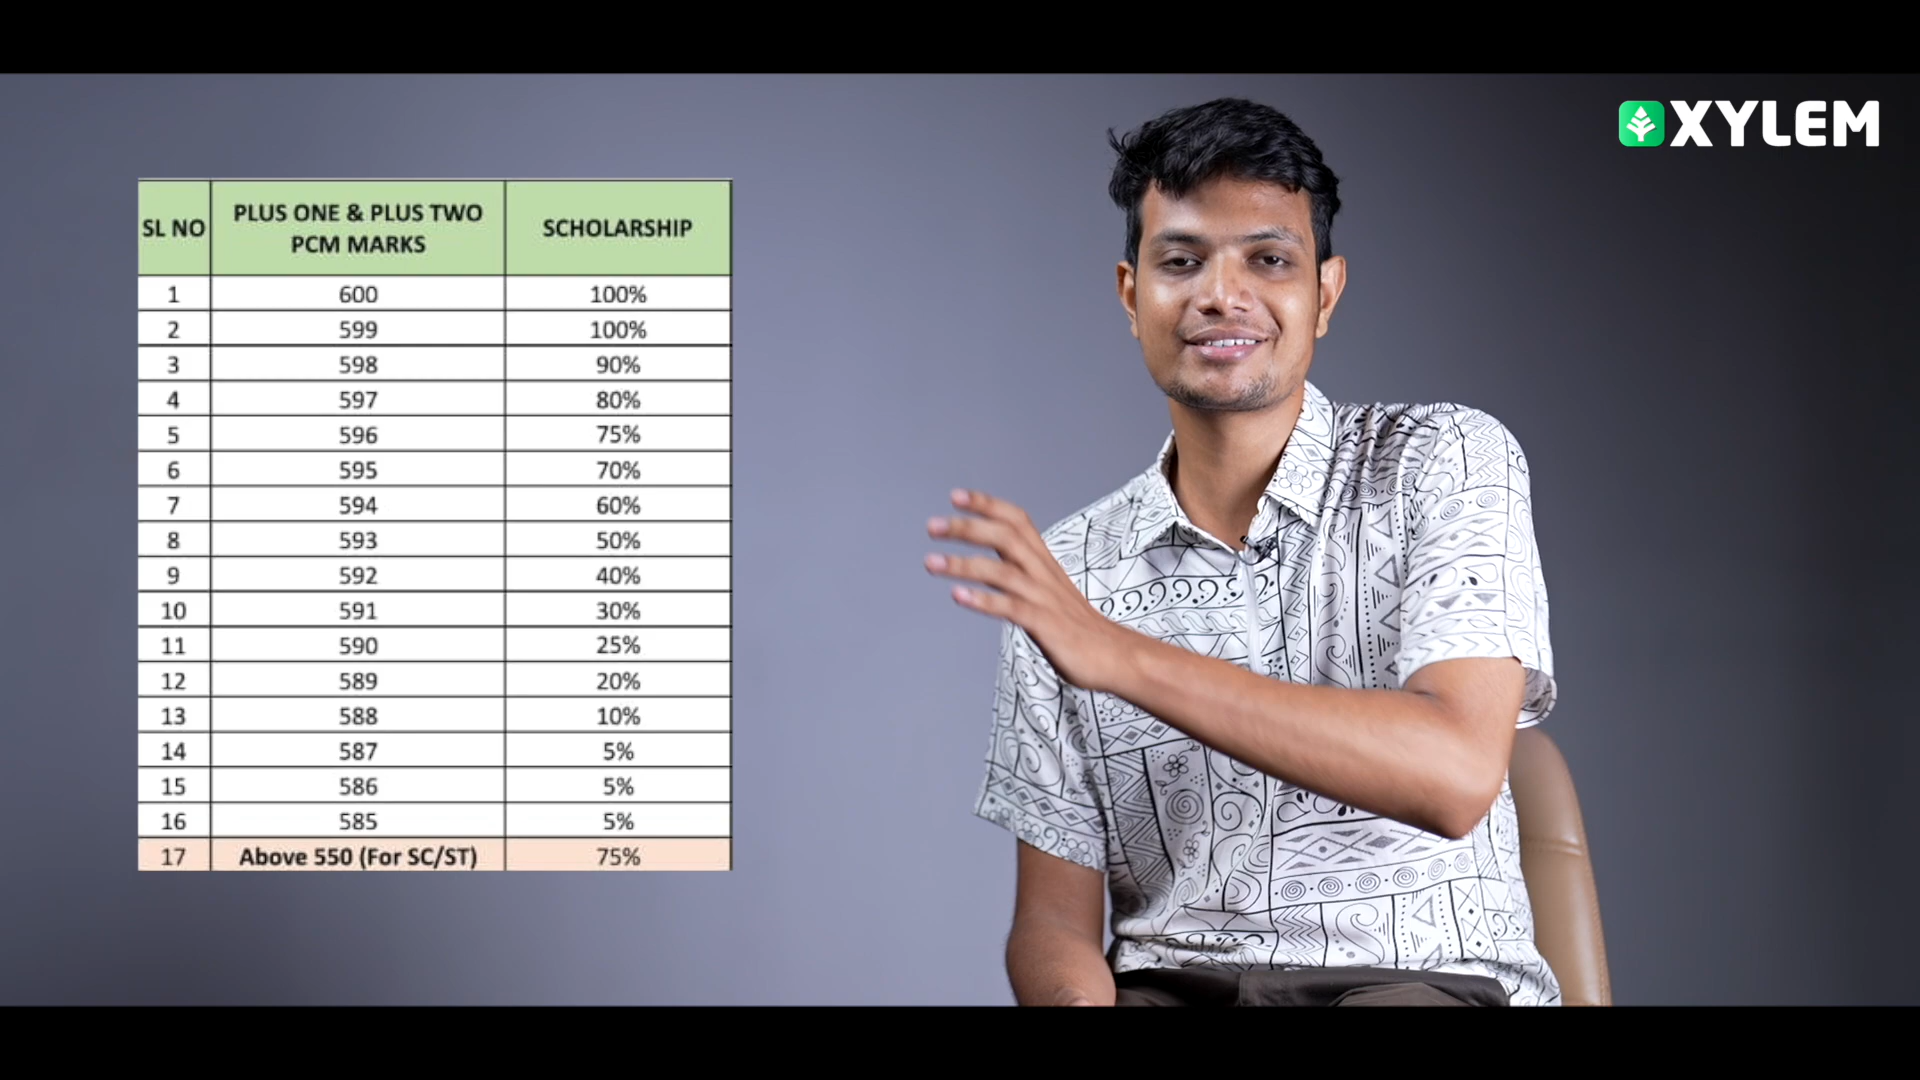 XYLEM
SL NO PLUS ONE & PLUS TWO PCM MARKS SCHOLARSHIP
1 600 100%
2 599 100%
3 598 90%
4 597 80%
5 596 75%
6 595 70%
7 594 60%
8 593 50%
9 592 40%
10 591 30%
11 590 25%
12 589 20%
13 588 10%
14 587 5%
15 586 5%
16 585 5%
17 Above 550 (For SC/ST) 75%